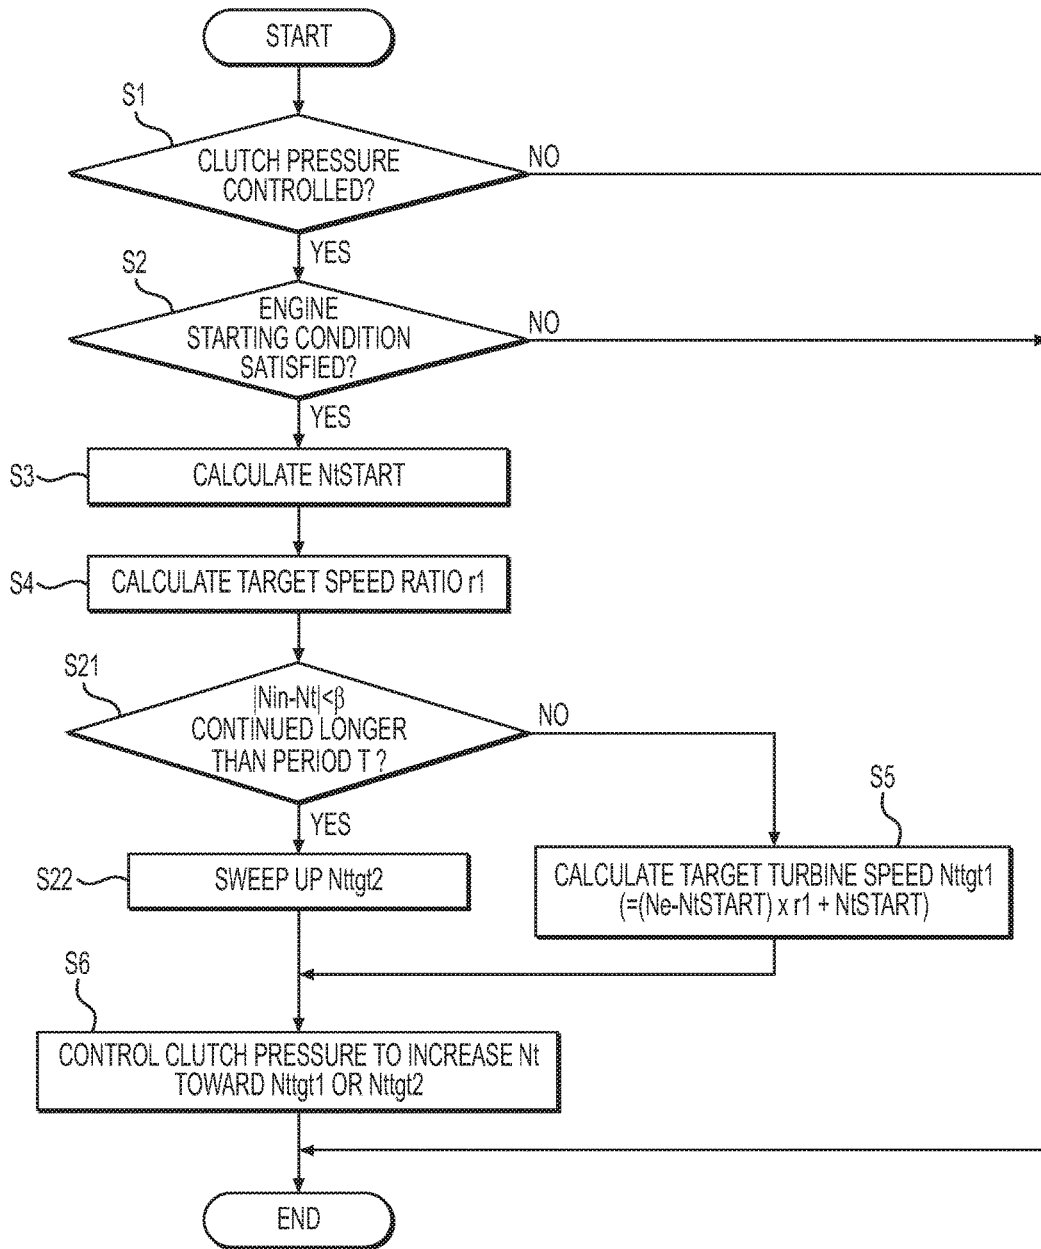 START
S1
CLUTCH PRESSURE
CONTROLLED?
NO
YES
S2
ENGINE
STARTING CONDITION
SATISFIED?
NO
YES
S3
CALCULATE NtSTART
S4
CALCULATE TARGET SPEED RATIO r1
S21
|Nin-Nt|<β
CONTINUED LONGER
THAN PERIOD T ?
NO
YES
S22
SWEEP UP Nttgt2
S5
CALCULATE TARGET TURBINE SPEED Nttgt1
(=(Ne-NtSTART) x r1 + NtSTART)
S6
CONTROL CLUTCH PRESSURE TO INCREASE Nt
TOWARD Nttgt1 OR Nttgt2
END